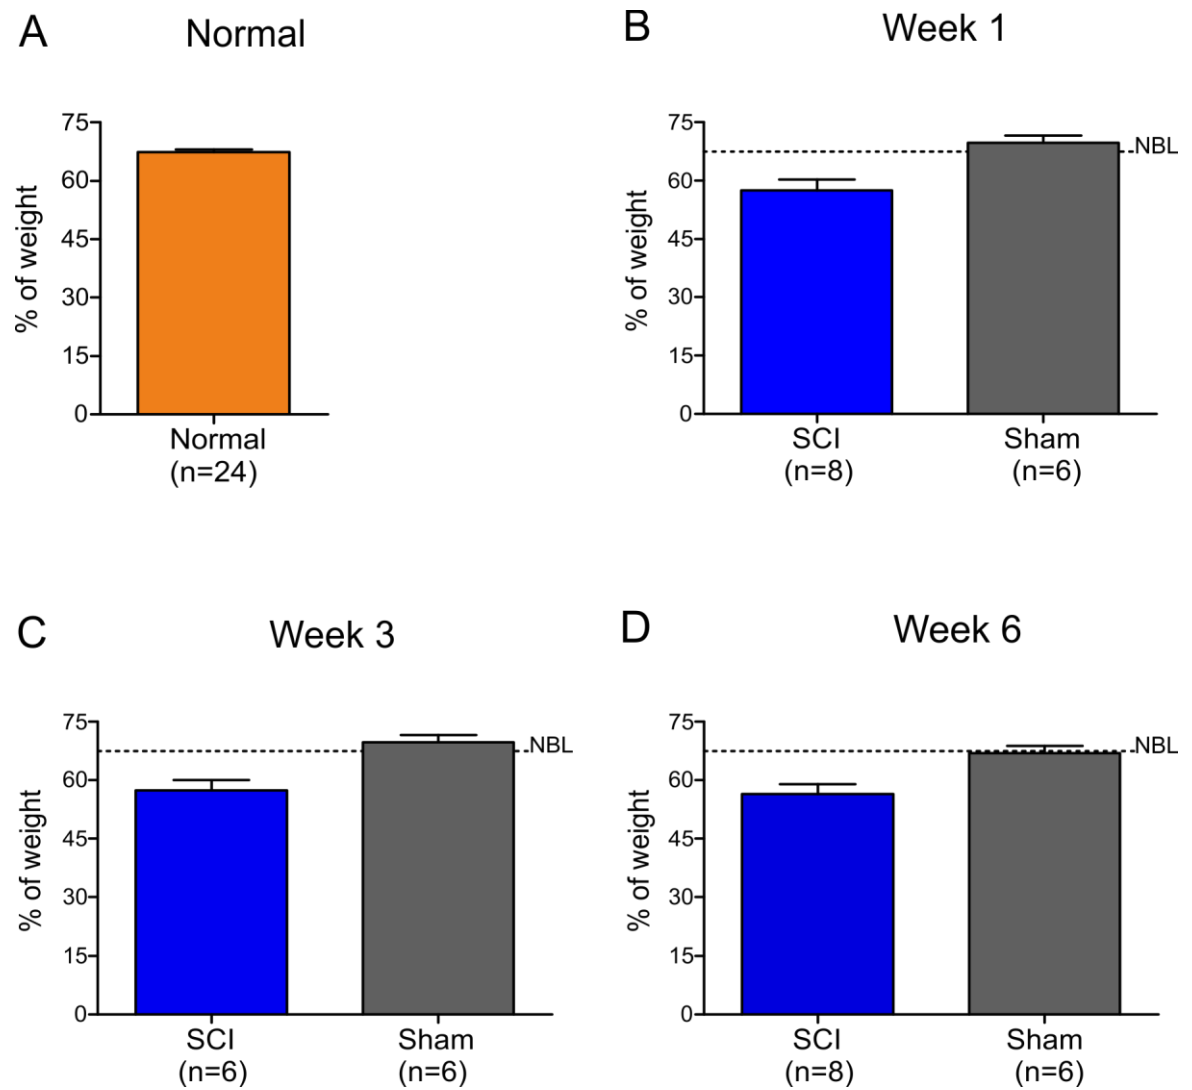 A
Normal
% of weight
75
60
45
30
15
0
Normal
(n=24)
B
Week 1
% of weight
75
60
45
30
15
0
NBL
SCI
Sham
(n=8)
(n=6)
C
Week 3
% of weight
75
60
45
30
15
0
NBL
SCI
Sham
(n=6)
(n=6)
D
Week 6
% of weight
75
60
45
30
15
0
NBL
SCI
Sham
(n=8)
(n=6)